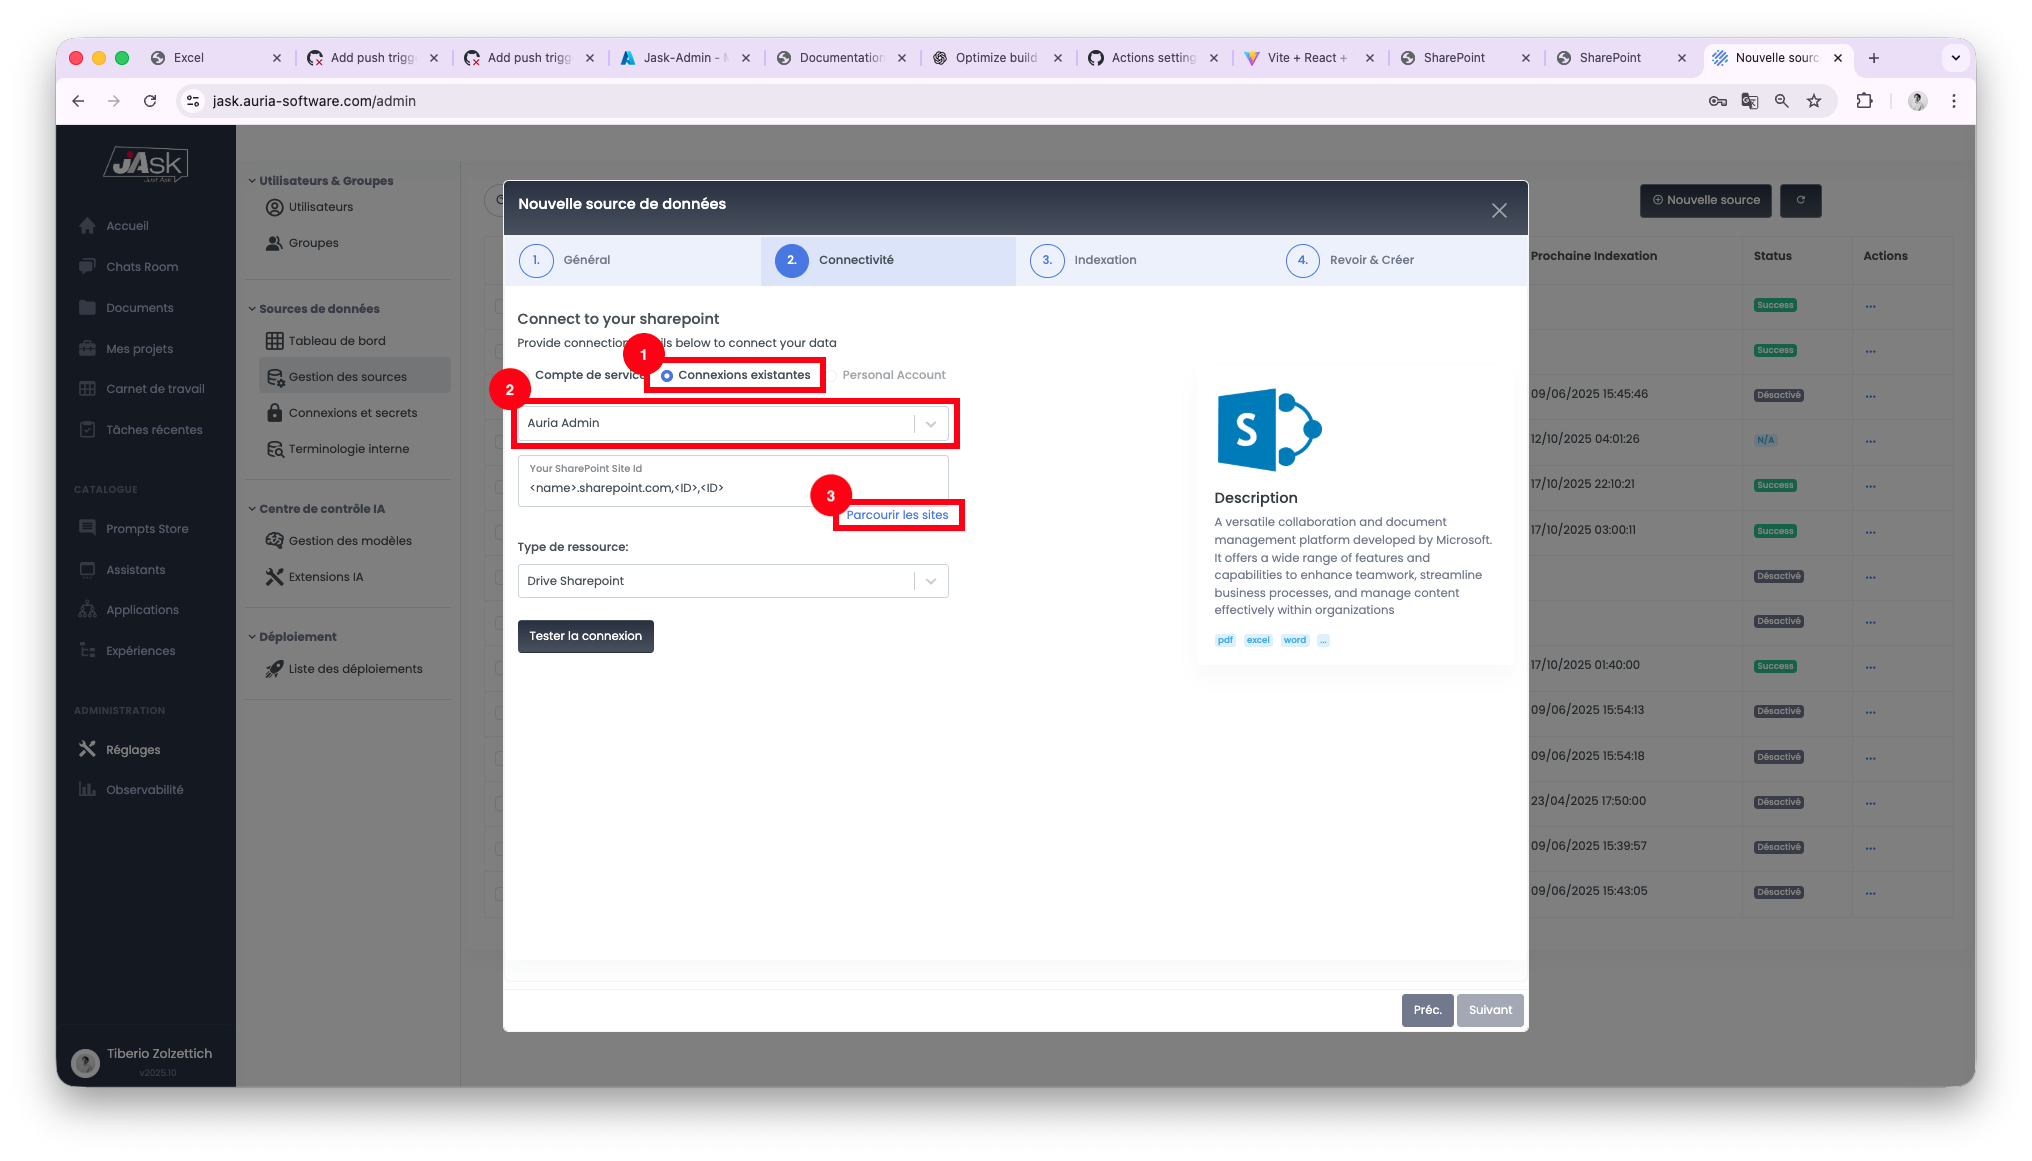 Excel
Add push trigg
Add push trigg
Jask-Admin - M
Documentation
Optimize build
Actions setting
Vite + React +
SharePoint
SharePoint
Nouvelle sourc
jask.auria-software.com/admin
jAsk
Just Ask
Accueil
Chats Room
Documents
Mes projets
Carnet de travail
Tâches récentes
CATALOGUE
Prompts Store
Assistants
Applications
Expériences
ADMINISTRATION
Réglages
Observabilité
Tiberio Zolzettich
v2025.10
Utilisateurs & Groupes
Utilisateurs
Groupes
Sources de données
Tableau de bord
Gestion des sources
Connexions et secrets
Terminologie interne
Centre de contrôle IA
Gestion des modèles
Extensions IA
Déploiement
Liste des déploiements
Nouvelle source de données
1. Général
2. Connectivité
3. Indexation
4. Revoir & Créer
Connect to your sharepoint
Provide connection ls below to connect your data
1
Compte de service
Connexions existantes
Personal Account
2
Auria Admin
Your SharePoint Site Id
<name>.sharepoint.com,<ID>,<ID>
3
Parcourir les sites
Type de ressource:
Drive Sharepoint
Tester la connexion
S
Description
A versatile collaboration and document
management platform developed by Microsoft.
It offers a wide range of features and
capabilities to enhance teamwork, streamline
business processes, and manage content
effectively within organizations
pdf excel word ...
Préc.
Suivant
Nouvelle source
Prochaine Indexation Status Actions
Success ...
Success ...
09/06/2025 15:45:46 Désactivé ...
12/10/2025 04:01:26 N/A ...
17/10/2025 22:10:21 Success ...
17/10/2025 03:00:11 Success ...
Désactivé ...
Désactivé ...
17/10/2025 01:40:00 Success ...
09/06/2025 15:54:13 Désactivé ...
09/06/2025 15:54:18 Désactivé ...
23/04/2025 17:50:00 Désactivé ...
09/06/2025 15:39:57 Désactivé ...
09/06/2025 15:43:05 Désactivé ...